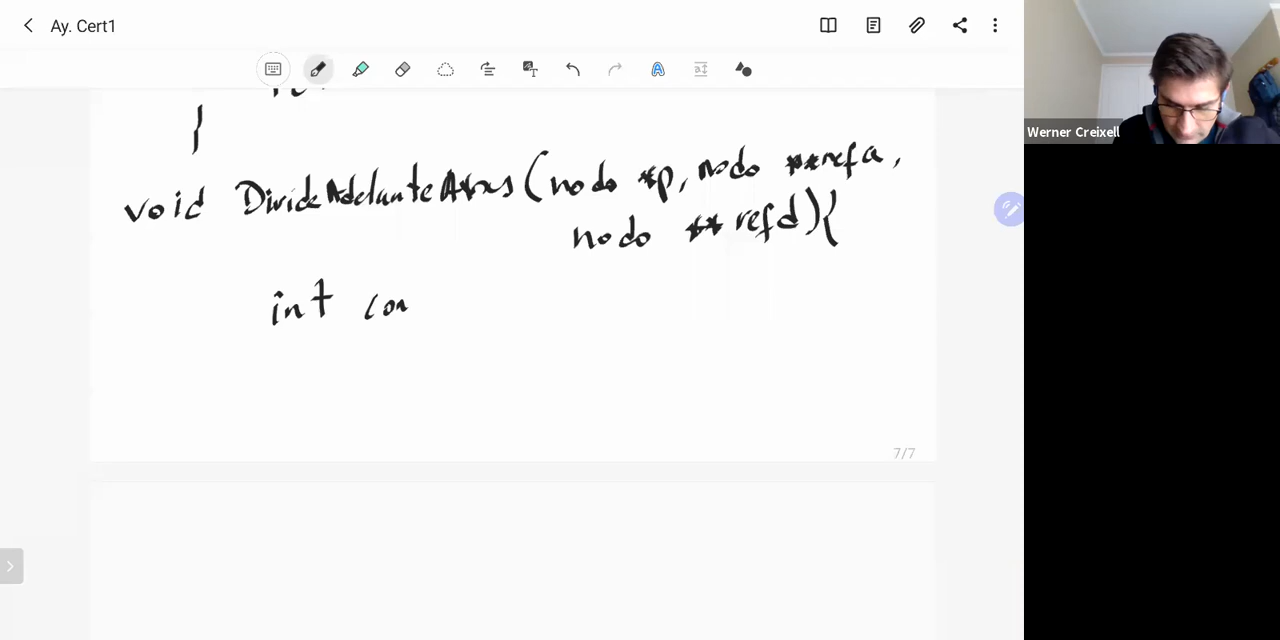 Ay. Cert1
}
void DivideAdelanteAtras(nodo *p, nodo **refa,
nodo **refd){
int con
7/7
Werner Creixell